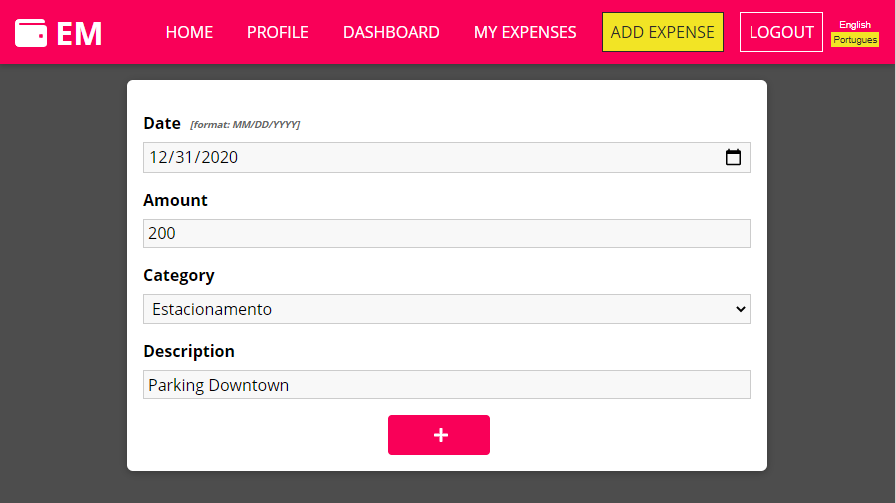 EM
HOME PROFILE DASHBOARD MY EXPENSES ADD EXPENSE LOGOUT
English
Portugues
Date [format: MM/DD/YYYY]
12/31/2020
Amount
200
Category
Estacionamento
Description
Parking Downtown
+